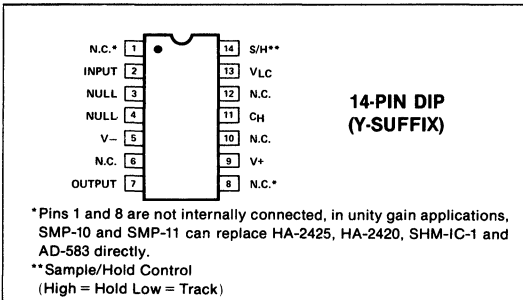 N.C.* 1 14 S/H**
INPUT 2 13 VLC
NULL 3 12 N.C.
NULL 4 11 CH
V− 5 10 N.C.
N.C. 6 9 V+
OUTPUT 7 8 N.C.*
14-PIN DIP
(Y-SUFFIX)
*Pins 1 and 8 are not internally connected, in unity gain applications,
SMP-10 and SMP-11 can replace HA-2425, HA-2420, SHM-IC-1 and
AD-583 directly.
**Sample/Hold Control
(High = Hold Low = Track)